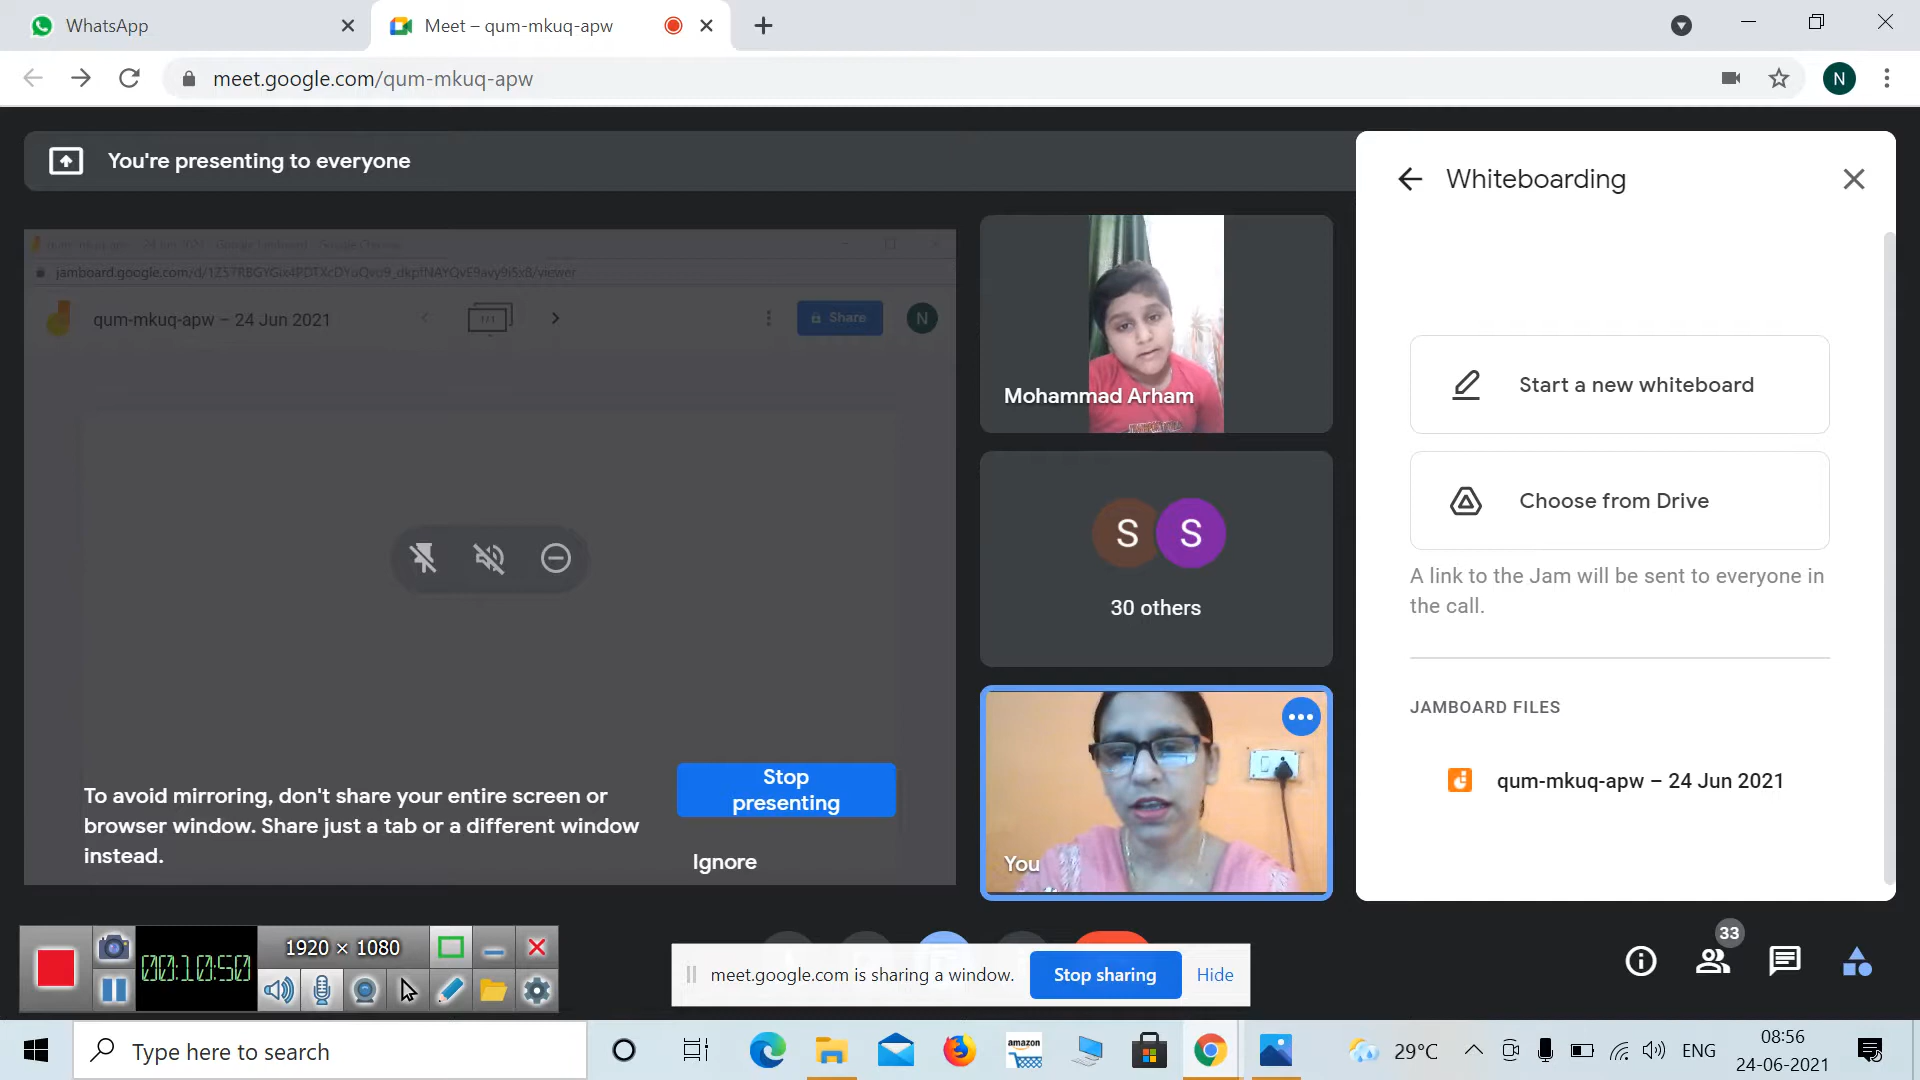 WhatsApp
Meet – qum-mkuq-apw
meet.google.com/qum-mkuq-apw
N
You're presenting to everyone
qum-mkuq-apw – 24 Jun 2021
Share
N
Mohammad Arham
S S
30 others
You
To avoid mirroring, don't share your entire screen or
browser window. Share just a tab or a different window
instead.
Stop
presenting
Ignore
Whiteboarding
Start a new whiteboard
Choose from Drive
A link to the Jam will be sent to everyone in
the call.
JAMBOARD FILES
qum-mkuq-apw – 24 Jun 2021
33
00:10:50
1920 × 1080
meet.google.com is sharing a window.
Stop sharing
Hide
Type here to search
amazon
29°C
ENG
08:56
24-06-2021